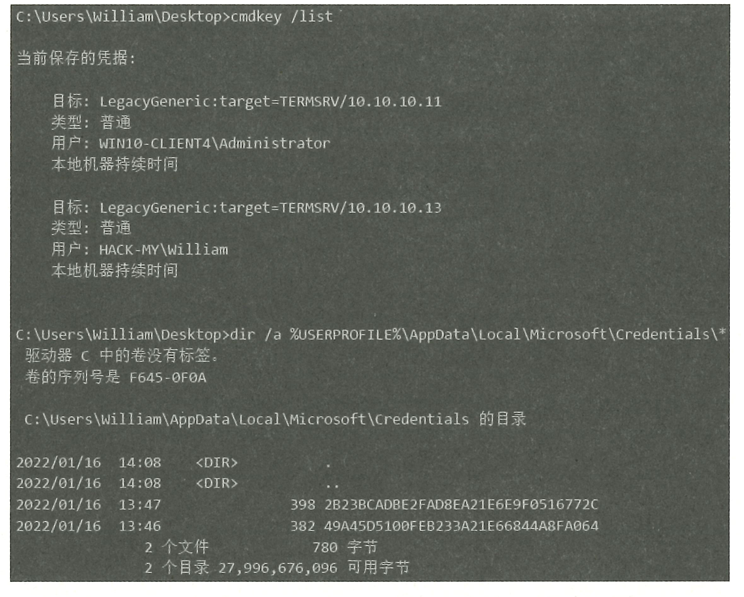 C:\Users\William\Desktop>cmdkey /list
当前保存的凭据:
目标: LegacyGeneric:target=TERMSRV/10.10.10.11
类型: 普通
用户: WIN10-CLIENT4\Administrator
本地机器持续时间
目标: LegacyGeneric:target=TERMSRV/10.10.10.13
类型: 普通
用户: HACK-MY\William
本地机器持续时间
C:\Users\William\Desktop>dir /a %USERPROFILE%\AppData\Local\Microsoft\Credentials\*
驱动器 C 中的卷没有标签。
卷的序列号是 F645-0F0A
C:\Users\William\AppData\Local\Microsoft\Credentials 的目录
2022/01/16 14:08 <DIR> .
2022/01/16 14:08 <DIR> ..
2022/01/16 13:47 398 2B23BCADBE2FAD8EA21E6E9F0516772C
2022/01/16 13:46 382 49A45D5100FEB233A21E66844A8FA064
2 个文件 780 字节
2 个目录 27,996,676,096 可用字节